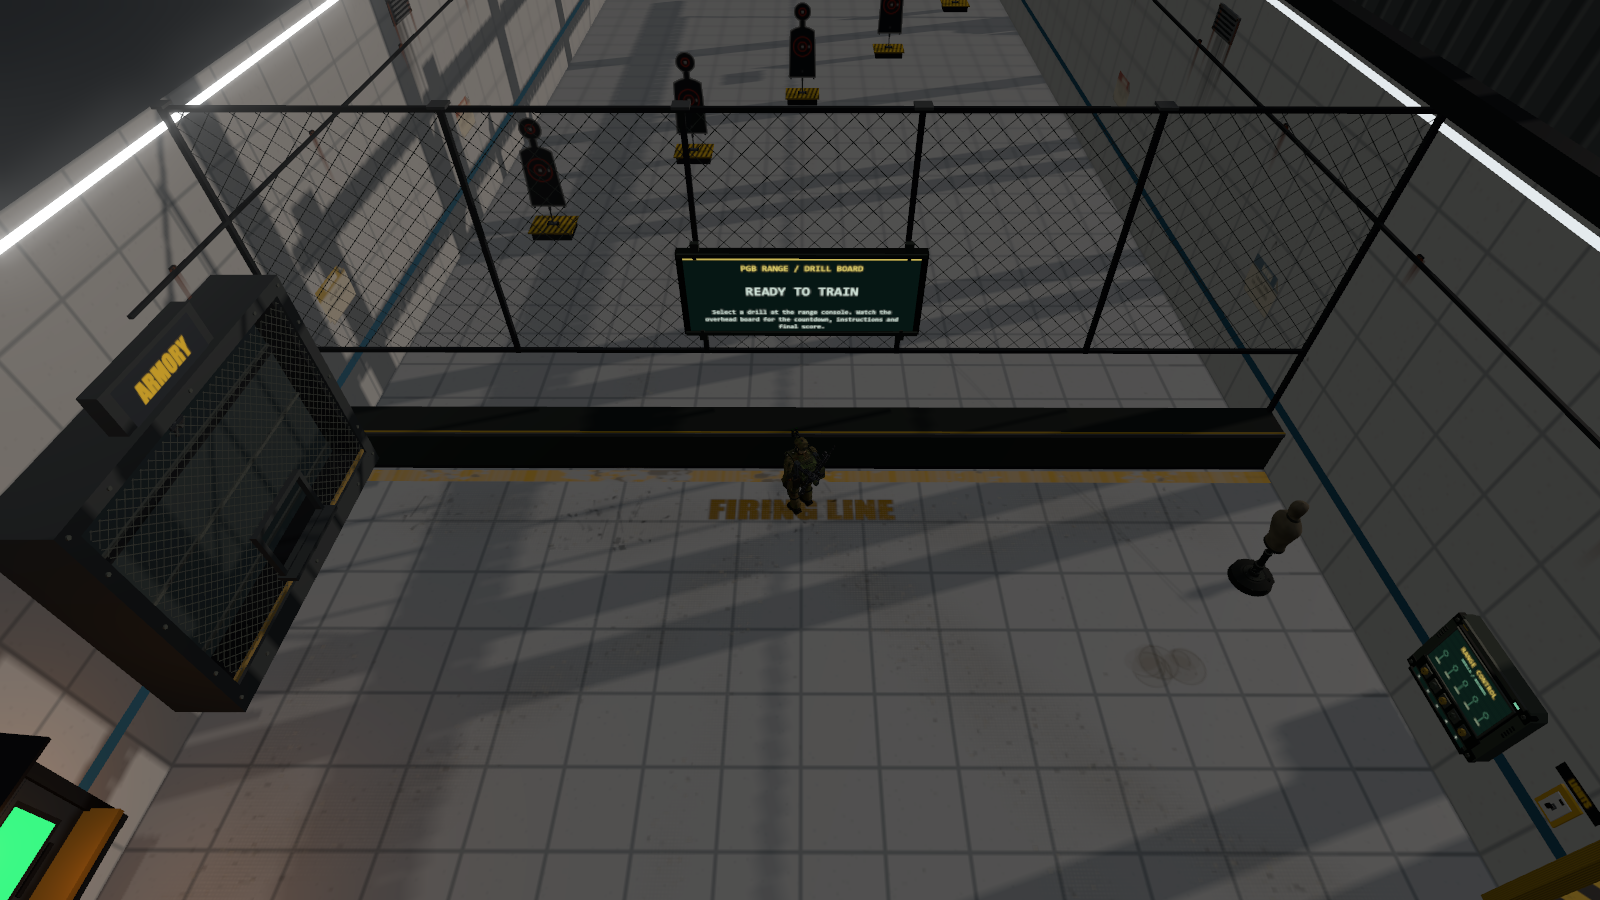 PGB RANGE / DRILL BOARD
READY TO TRAIN
Select a drill at the range console. Watch the
overhead board for the countdown, instructions and
final score.
ARMORY
FIRING LINE
RANGE CONTROL